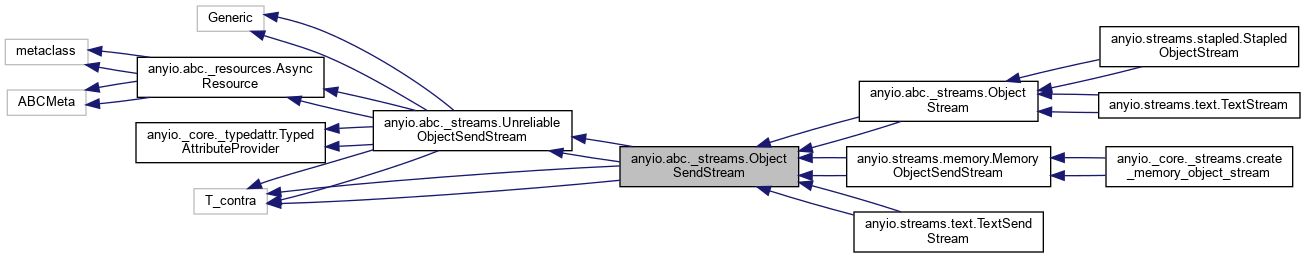 Generic
metaclass
anyio.abc._resources.Async
Resource
ABCMeta
anyio._core._typedattr.Typed
AttributeProvider
T_contra
anyio.abc._streams.Unreliable
ObjectSendStream
anyio.abc._streams.Object
SendStream
anyio.abc._streams.Object
Stream
anyio.streams.memory.Memory
ObjectSendStream
anyio.streams.text.TextSend
Stream
anyio.streams.stapled.Stapled
ObjectStream
anyio.streams.text.TextStream
anyio._core._streams.create
_memory_object_stream